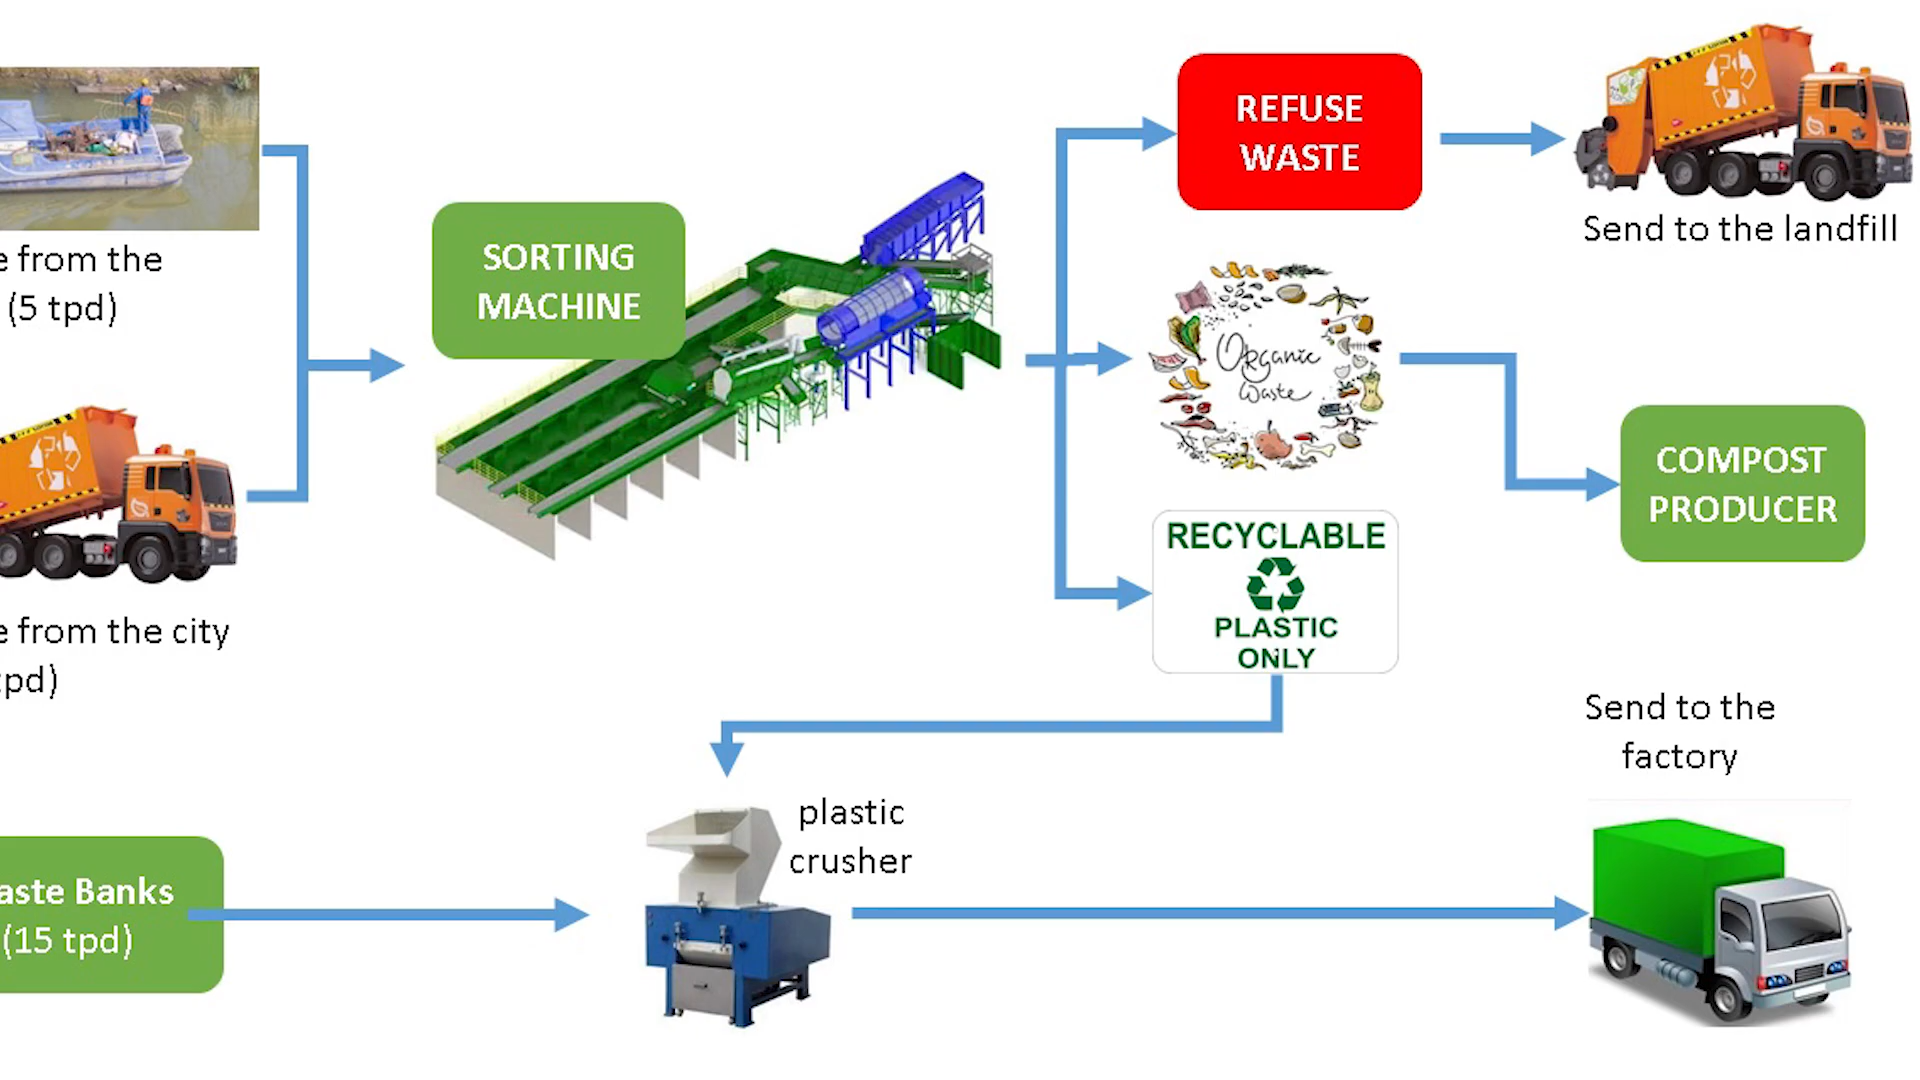 e from the
(5 tpd)
e from the city
tpd)
aste Banks
(15 tpd)
SORTING
MACHINE
REFUSE
WASTE
Send to the landfill
Organic
Waste
COMPOST
PRODUCER
RECYCLABLE
PLASTIC
ONLY
plastic
crusher
Send to the
factory